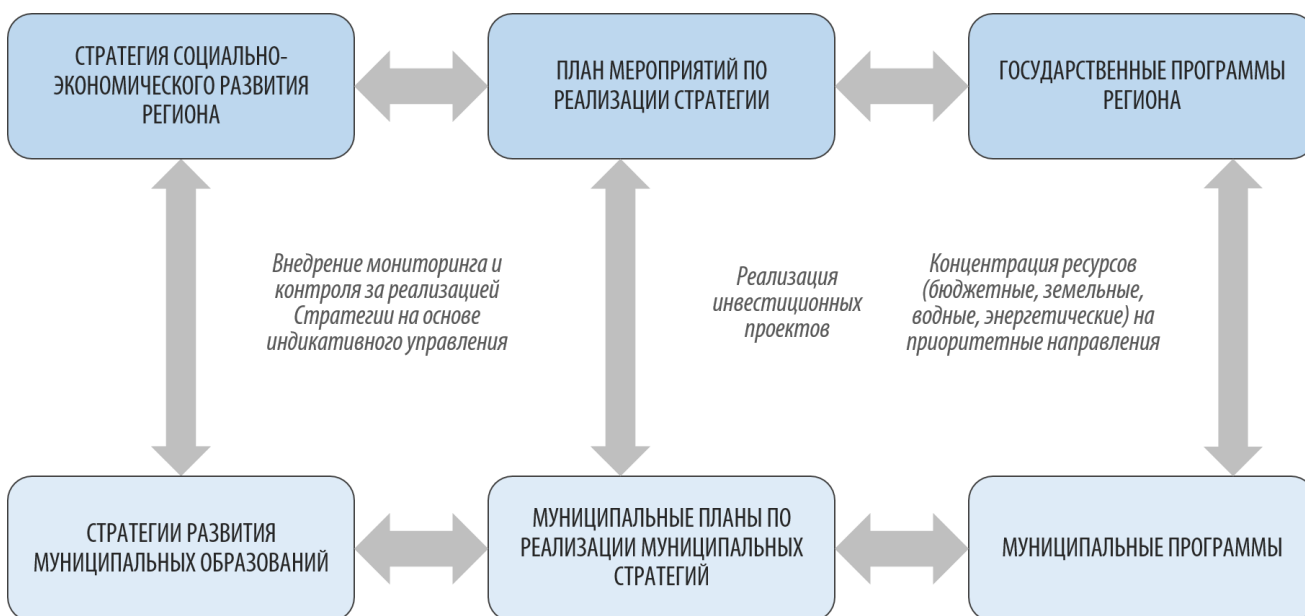 СТРАТЕГИЯ СОЦИАЛЬНО-
ЭКОНОМИЧЕСКОГО РАЗВИТИЯ
РЕГИОНА
ПЛАН МЕРОПРИЯТИЙ ПО
РЕАЛИЗАЦИИ СТРАТЕГИИ
ГОСУДАРСТВЕННЫЕ ПРОГРАММЫ
РЕГИОНА
Внедрение мониторинга и
контроля за реализацией
Стратегии на основе
индикативного управления
Реализация
инвестиционных
проектов
Концентрация ресурсов
(бюджетные, земельные,
водные, энергетические) на
приоритетные направления
СТРАТЕГИИ РАЗВИТИЯ
МУНИЦИПАЛЬНЫХ ОБРАЗОВАНИЙ
МУНИЦИПАЛЬНЫЕ ПЛАНЫ ПО
РЕАЛИЗАЦИИ МУНИЦИПАЛЬНЫХ
СТРАТЕГИЙ
МУНИЦИПАЛЬНЫЕ ПРОГРАММЫ